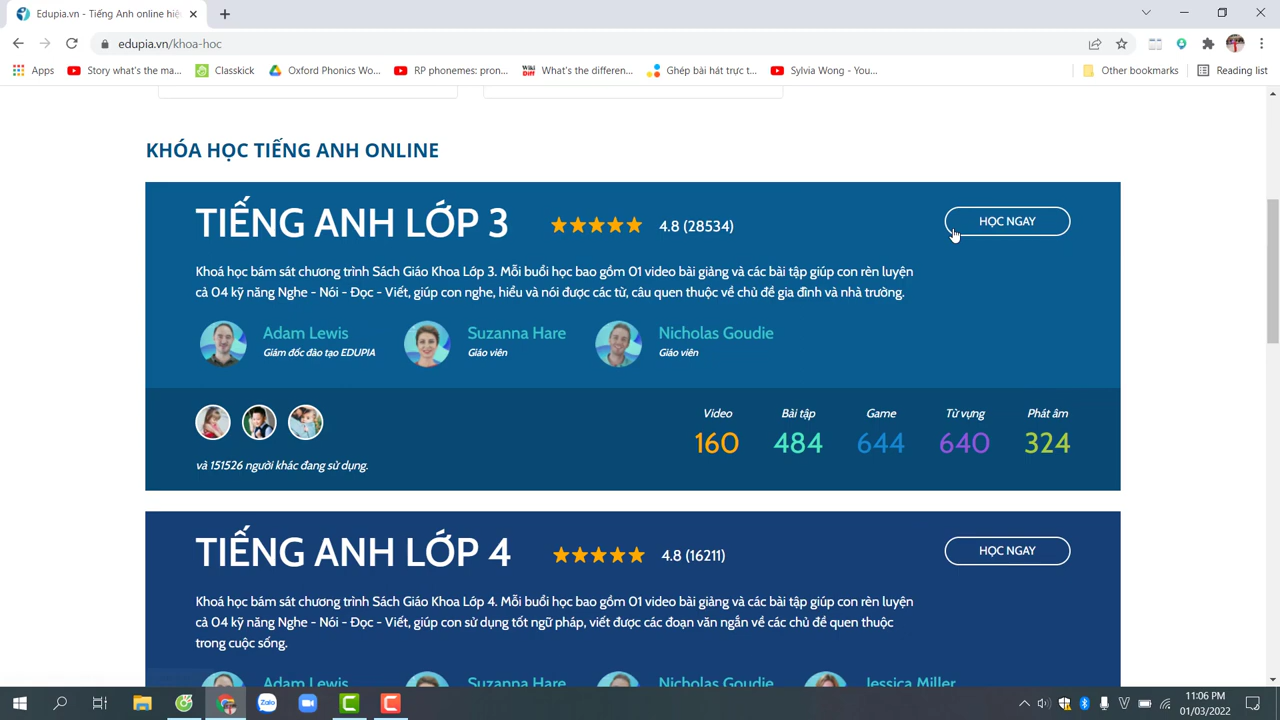 Edupia.vn - Tiếng Anh online hiệ
edupia.vn/khoa-hoc
Apps
Story what's the ma...
Classkick
Oxford Phonics Wo...
RP phonemes: pron...
What's the differen...
Ghép bài hát trực t...
Sylvia Wong - You...
Other bookmarks
Reading list
KHÓA HỌC TIẾNG ANH ONLINE
TIẾNG ANH LỚP 3
4.8 (28534)
HỌC NGAY
Khoá học bám sát chương trình Sách Giáo Khoa Lớp 3. Mỗi buổi học bao gồm 01 video bài giảng và các bài tập giúp con rèn luyện
cả 04 kỹ năng Nghe - Nói - Đọc - Viết, giúp con nghe, hiểu và nói được các từ, câu quen thuộc về chủ đề gia đình và nhà trường.
Adam Lewis
Giám đốc đào tạo EDUPIA
Suzanna Hare
Giáo viên
Nicholas Goudie
Giáo viên
Video
Bài tập
Game
Từ vựng
Phát âm
160
484
644
640
324
và 151526 người khác đang sử dụng.
TIẾNG ANH LỚP 4
4.8 (16211)
HỌC NGAY
Khoá học bám sát chương trình Sách Giáo Khoa Lớp 4. Mỗi buổi học bao gồm 01 video bài giảng và các bài tập giúp con rèn luyện
cả 04 kỹ năng Nghe - Nói - Đọc - Viết, giúp con sử dụng tốt ngữ pháp, viết được các đoạn văn ngắn về các chủ đề quen thuộc
trong cuộc sống.
Adam Lewis
Suzanna Hare
Nicholas Goudie
Jessica Miller
Zalo
11:06 PM
01/03/2022